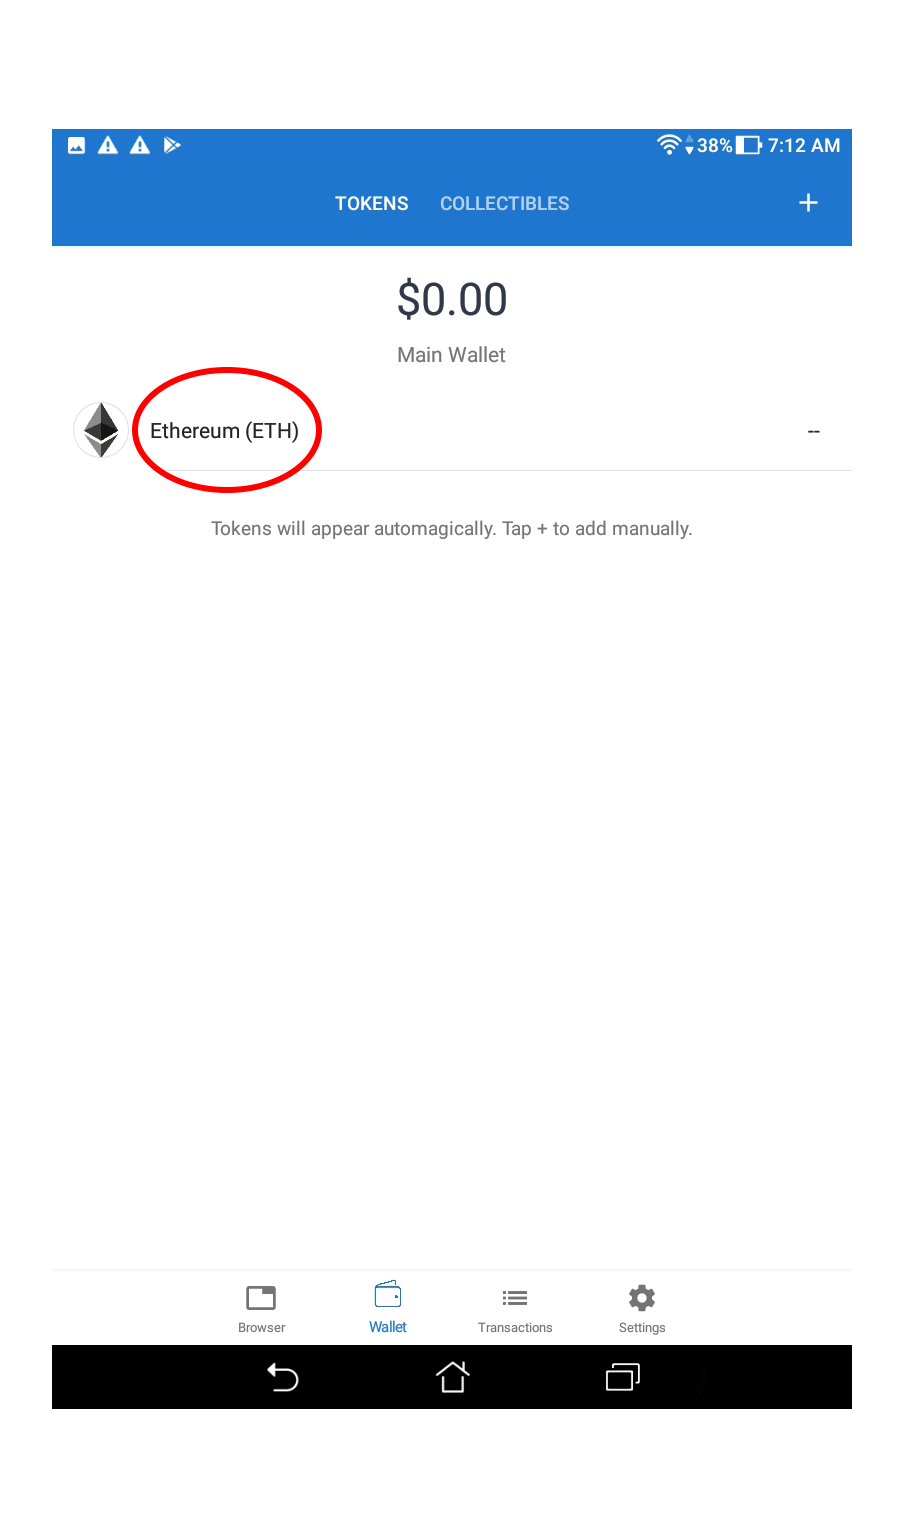 38% 7:12 AM
TOKENS COLLECTIBLES +
$0.00
Main Wallet
Ethereum (ETH) --
Tokens will appear automagically. Tap + to add manually.
Browser Wallet Transactions Settings